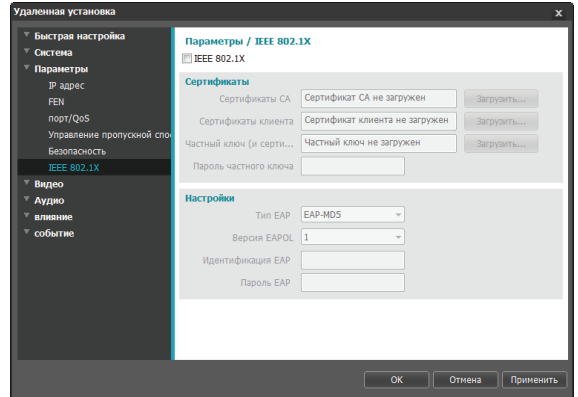 Удаленная установка
x
Быстрая настройка
Система
Параметры
IP адрес
FEN
порт/QoS
Управление пропускной спо
Безопасность
IEEE 802.1X
Видео
Аудио
влияние
событие
Параметры / IEEE 802.1X
IEEE 802.1X
Сертификаты
Сертификаты CA Сертификат CA не загружен Загрузить...
Сертификаты клиента Сертификат клиента не загружен Загрузить...
Частный ключ (и серти... Частный ключ не загружен Загрузить...
Пароль частного ключа
Настройки
Тип EAP EAP-MD5
Версия EAPOL 1
Идентификация EAP
Пароль EAP
OK Отмена Применить